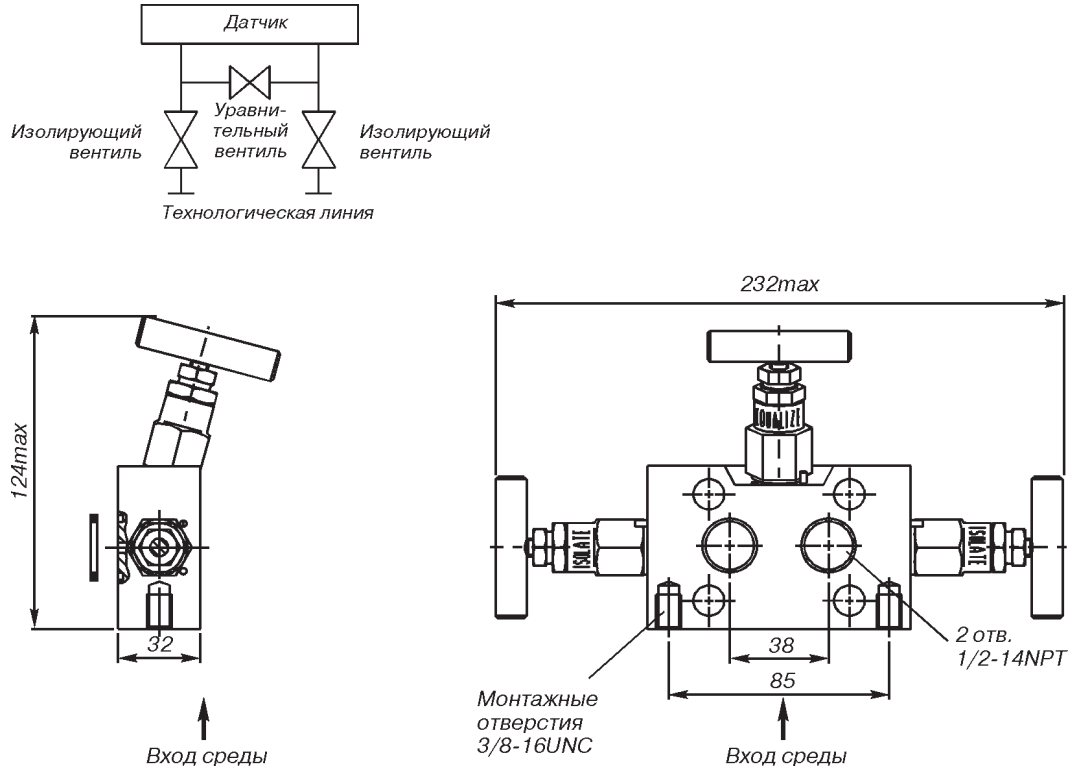 Датчик
Уравни-
тельный
вентиль
Изолирующий
вентиль
Изолирующий
вентиль
Технологическая линия
232max
124max
EQUALIZE
ISOLATE
ISOLATE
32
38
85
2 отв.
1/2-14NPT
Монтажные
отверстия
3/8-16UNC
Вход среды
Вход среды